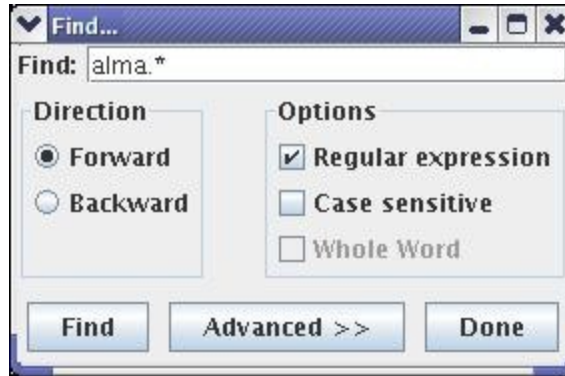 Find...
Find: alma.*
Direction
Forward
Backward
Options
Regular expression
Case sensitive
Whole Word
Find Advanced >> Done